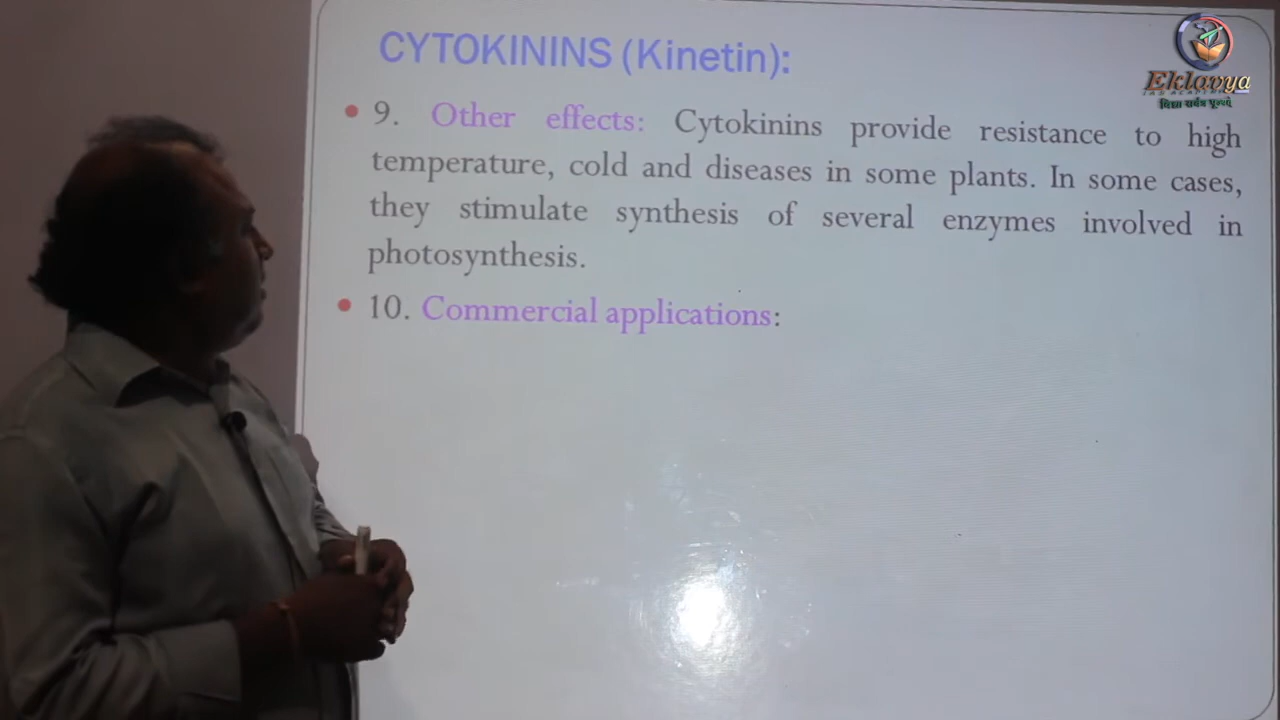 CYTOKININS (Kinetin):
• 9. Other effects: Cytokinins provide resistance to high
temperature, cold and diseases in some plants. In some cases,
they stimulate synthesis of several enzymes involved in
photosynthesis.
• 10. Commercial applications:
Eklavya